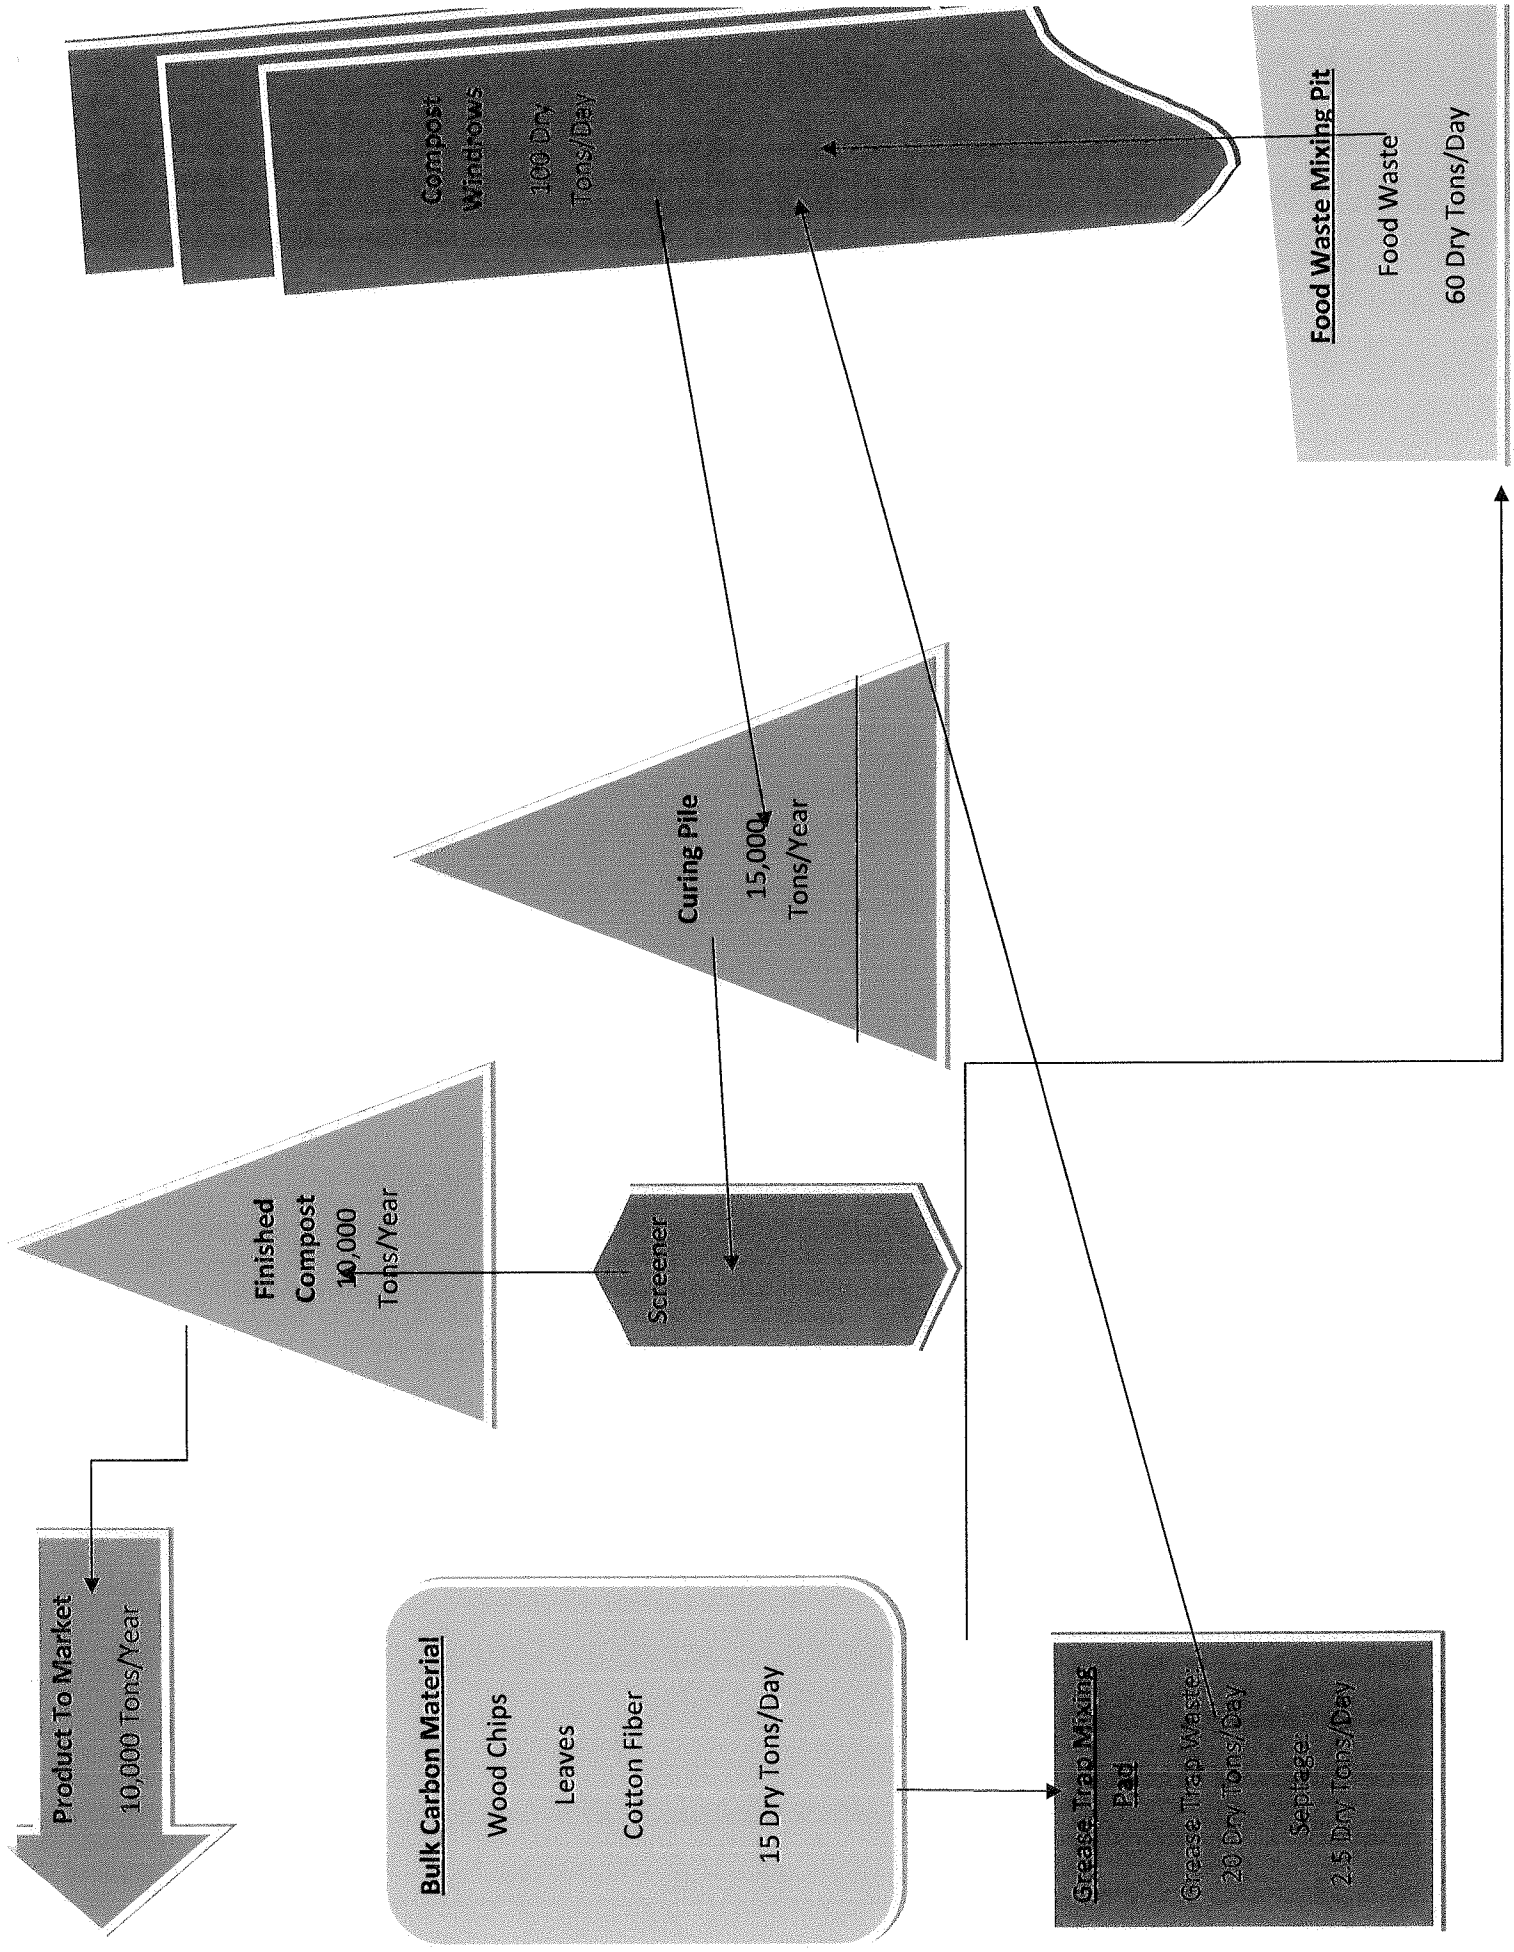 Product To Market
10,000 Tons/Year
Finished
Compost
10,000
Tons/Year
Compost
Windrows
100 Dry
Tons/Day
Bulk Carbon Material
Wood Chips
Leaves
Cotton Fiber
15 Dry Tons/Day
Screener
Curing Pile
15,000
Tons/Year
Grease Trap Mixing
Pad
Grease Trap Waste:
20 Dry Tons/Day
Septage:
2.5 Dry Tons/Day
Food Waste Mixing Pit
Food Waste
60 Dry Tons/Day